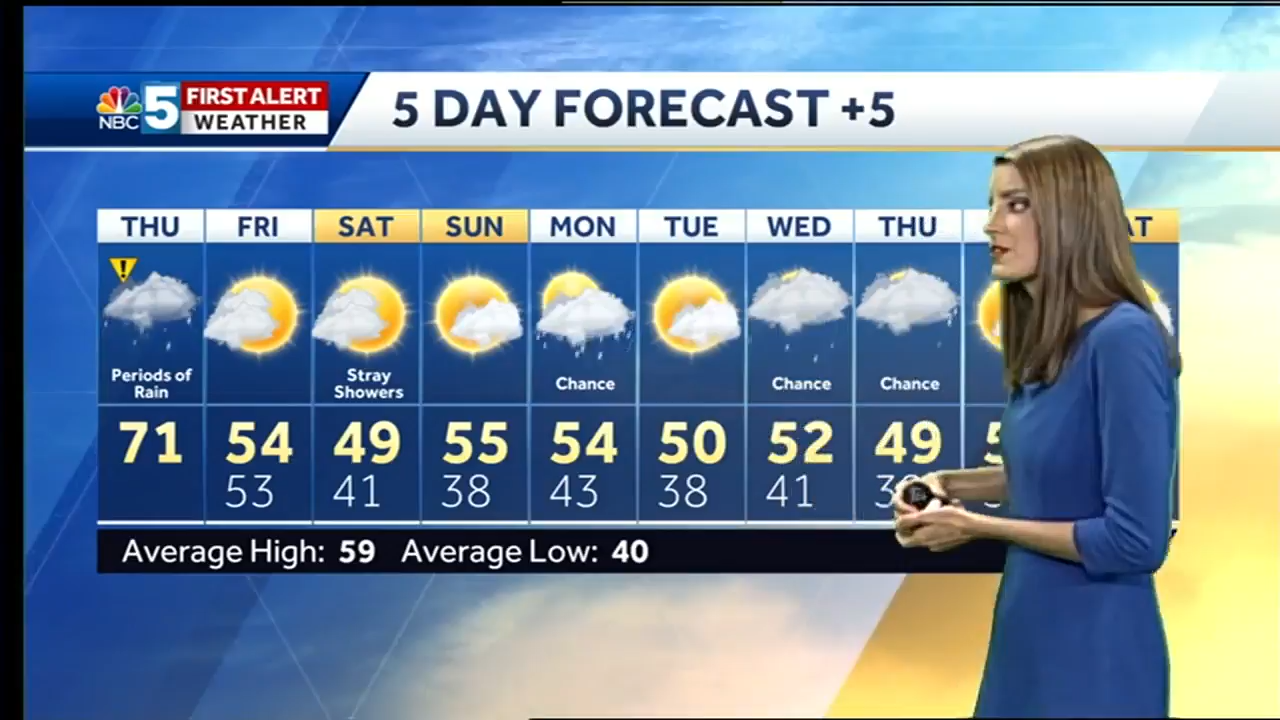 NBC 5 FIRST ALERT
WEATHER
5 DAY FORECAST +5
THU FRI SAT SUN MON TUE WED THU
!
Periods of Rain Stray Showers Chance Chance Chance
71 54 49 55 54 50 52 49
53 41 38 43 38 41
Average High: 59 Average Low: 40